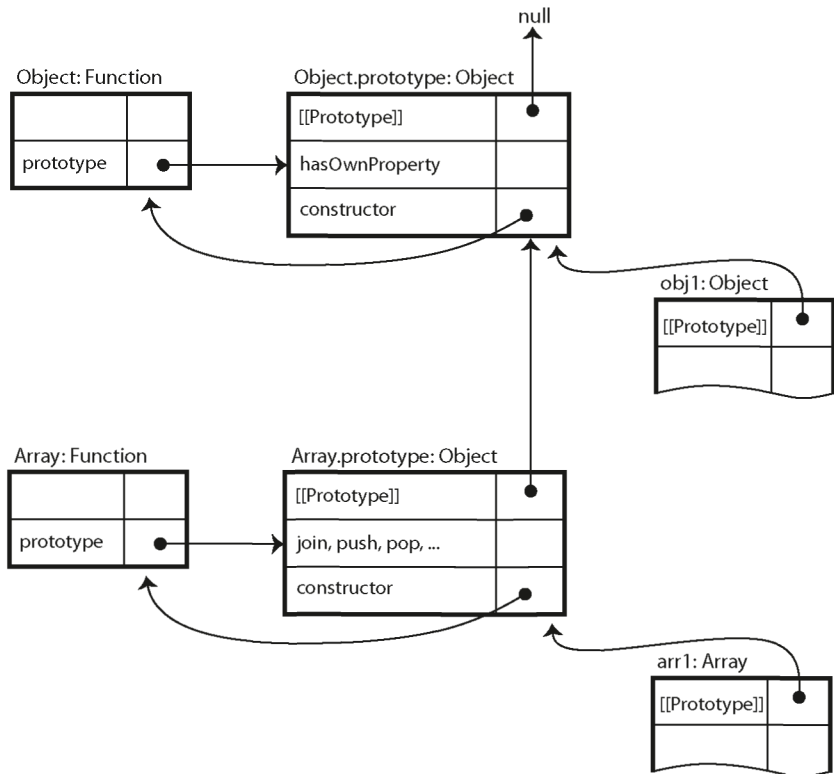 null
Object: Function
Object.prototype: Object
[[Prototype]]
prototype
hasOwnProperty
constructor
obj1: Object
[[Prototype]]
Array: Function
Array.prototype: Object
[[Prototype]]
prototype
join, push, pop, ...
constructor
arr1: Array
[[Prototype]]